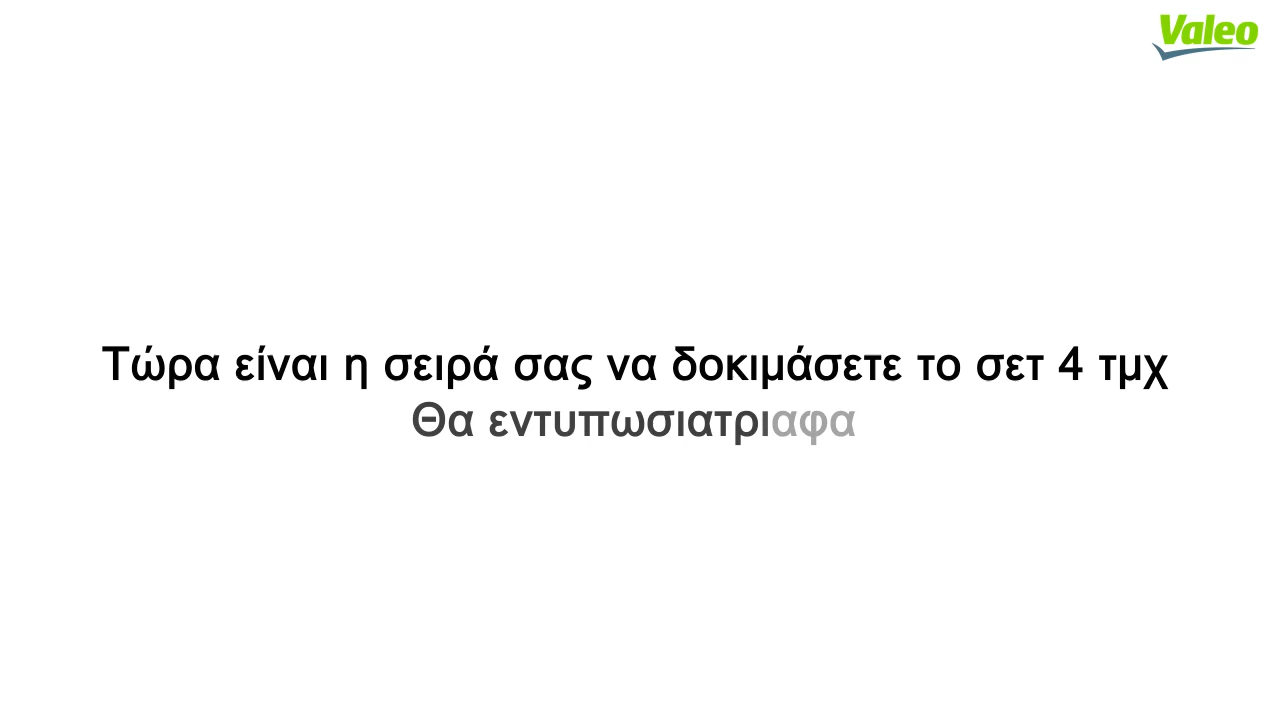 Valeo
Τώρα είναι η σειρά σας να δοκιμάσετε το σετ 4 τμχ
Θα εντυπωσιατριαφα